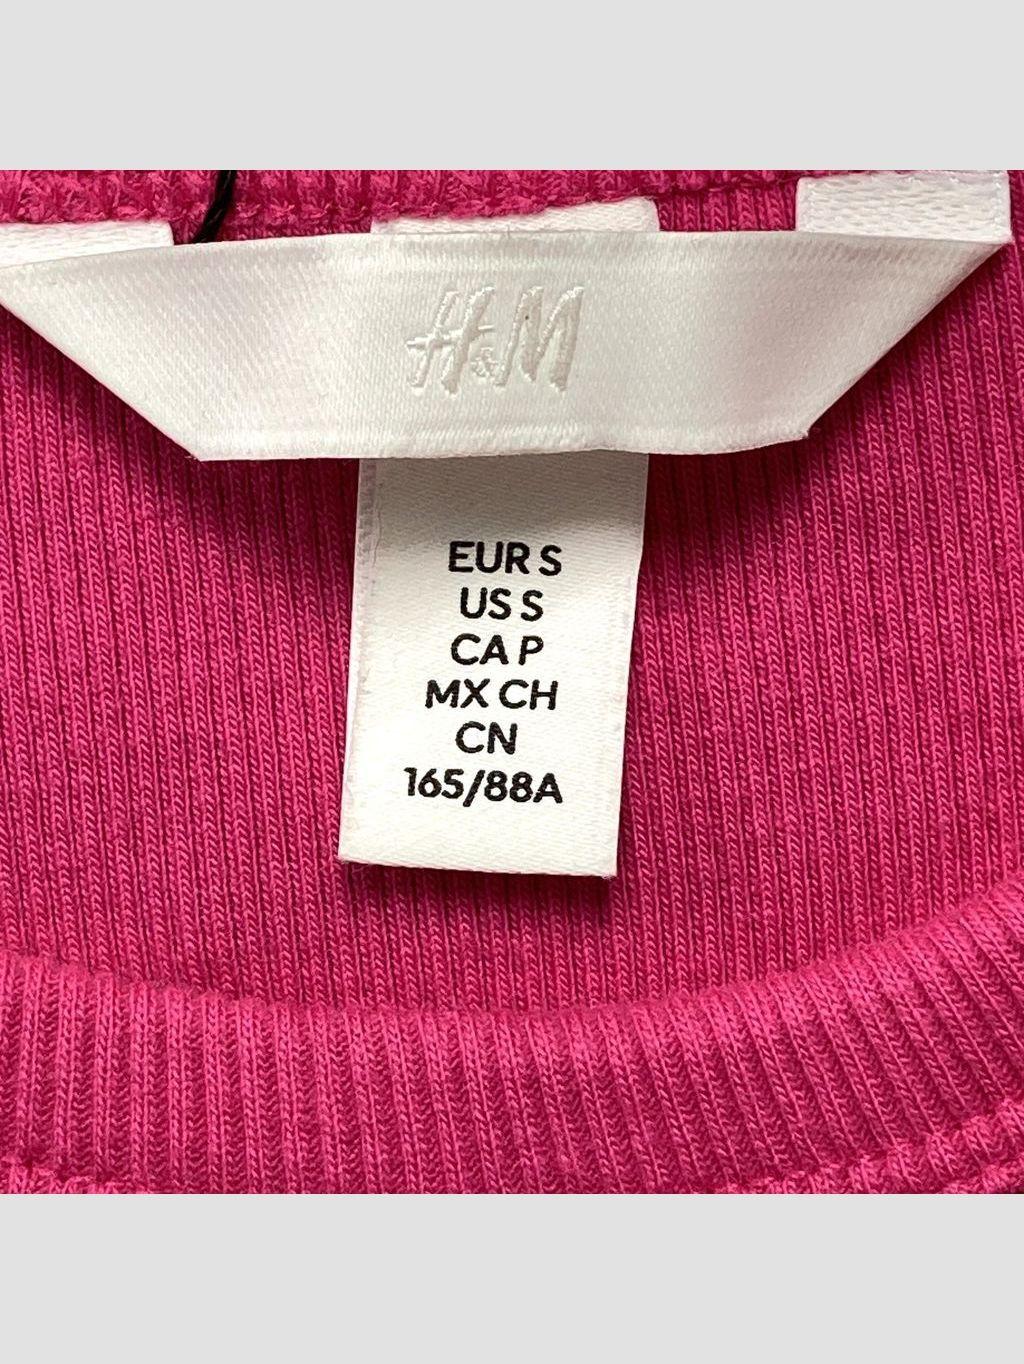 H&M
EUR S
US S
CA P
MX CH
CN
165/88A